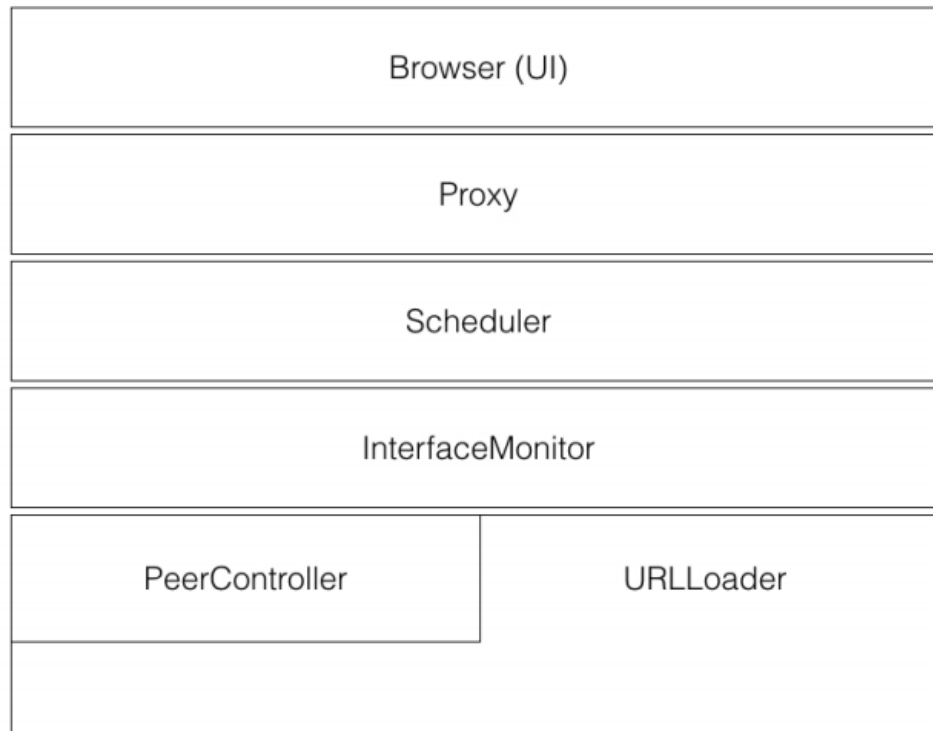 Browser (UI)
Proxy
Scheduler
InterfaceMonitor
PeerController
URLLoader